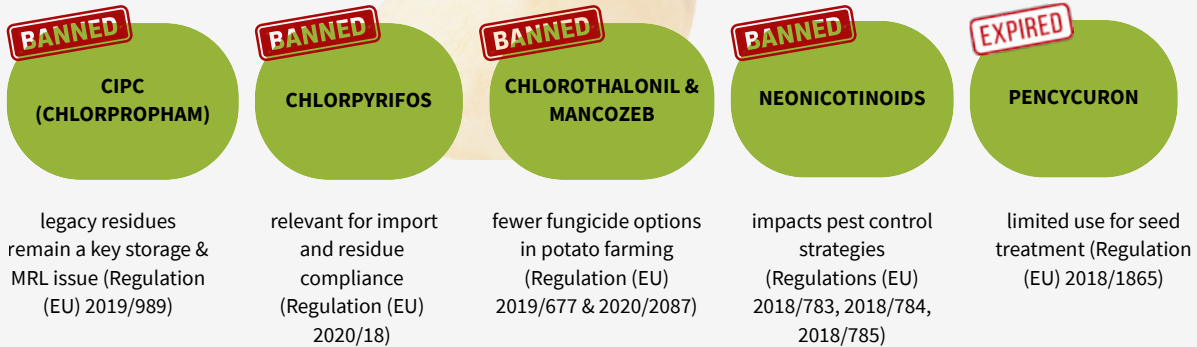 BANNED
CIPC
(CHLORPROPHAM)
legacy residues
remain a key storage &
MRL issue (Regulation
(EU) 2019/989)
BANNED
CHLORPYRIFOS
relevant for import
and residue
compliance
(Regulation (EU)
2020/18)
BANNED
CHLOROTHALONIL &
MANCOZEB
fewer fungicide options
in potato farming
(Regulation (EU)
2019/677 & 2020/2087)
BANNED
NEONICOTINOIDS
impacts pest control
strategies
(Regulations (EU)
2018/783, 2018/784,
2018/785)
EXPIRED
PENCYCURON
limited use for seed
treatment (Regulation
(EU) 2018/1865)